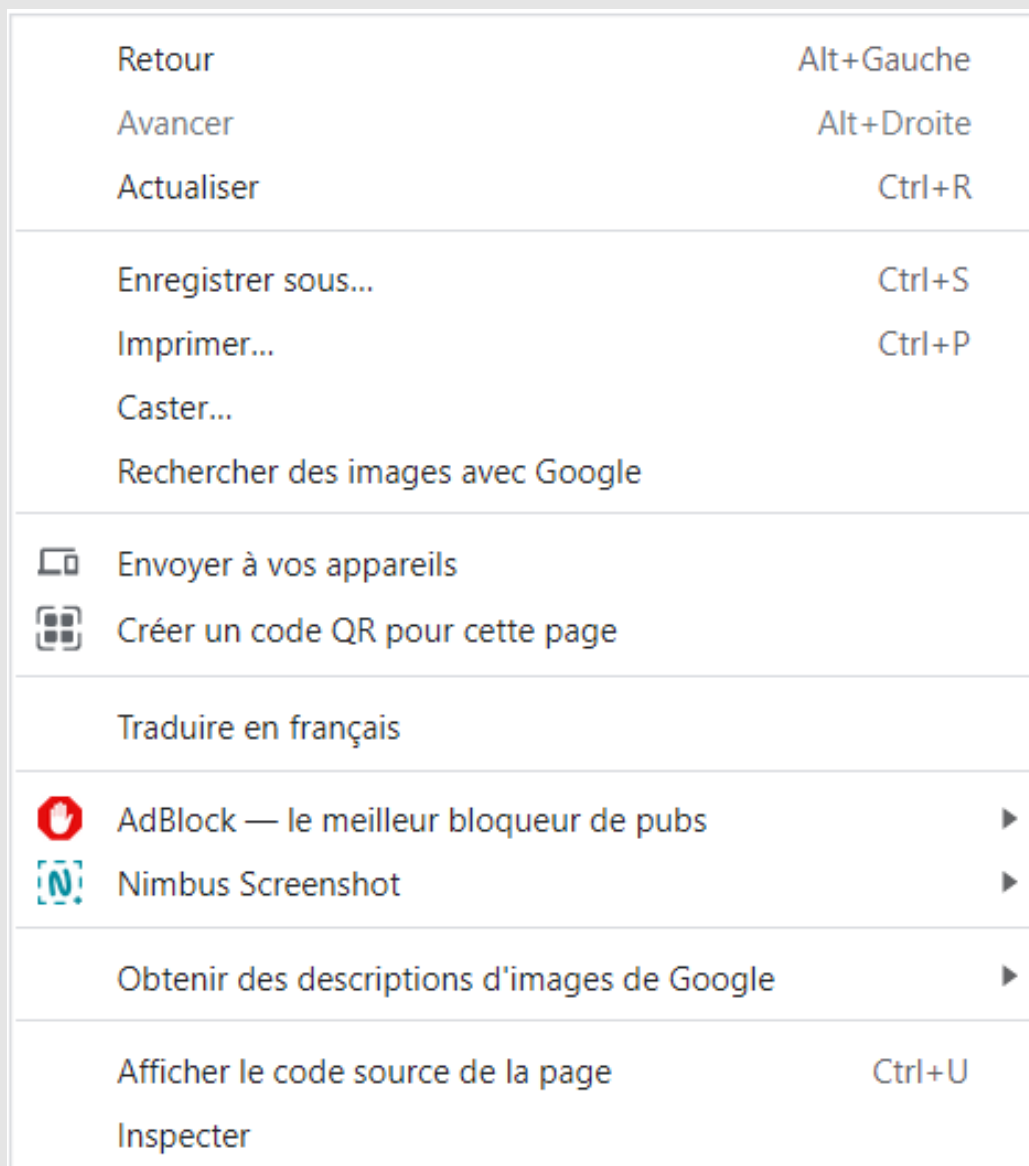 Retour Alt+Gauche
Avancer Alt+Droite
Actualiser Ctrl+R
Enregistrer sous... Ctrl+S
Imprimer... Ctrl+P
Caster...
Rechercher des images avec Google
Envoyer à vos appareils
Créer un code QR pour cette page
Traduire en français
AdBlock — le meilleur bloqueur de pubs
Nimbus Screenshot
Obtenir des descriptions d'images de Google
Afficher le code source de la page Ctrl+U
Inspecter